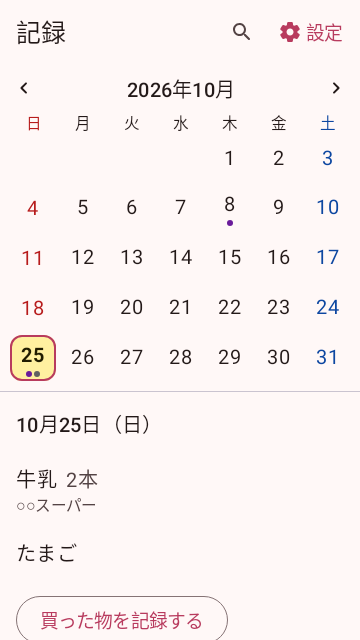 記録
設定
2026年10月
日 月 火 水 木 金 土
1 2 3
4 5 6 7 8 9 10
11 12 13 14 15 16 17
18 19 20 21 22 23 24
25 26 27 28 29 30 31
10月25日（日）
牛乳 2本
○○スーパー
たまご
買った物を記録する